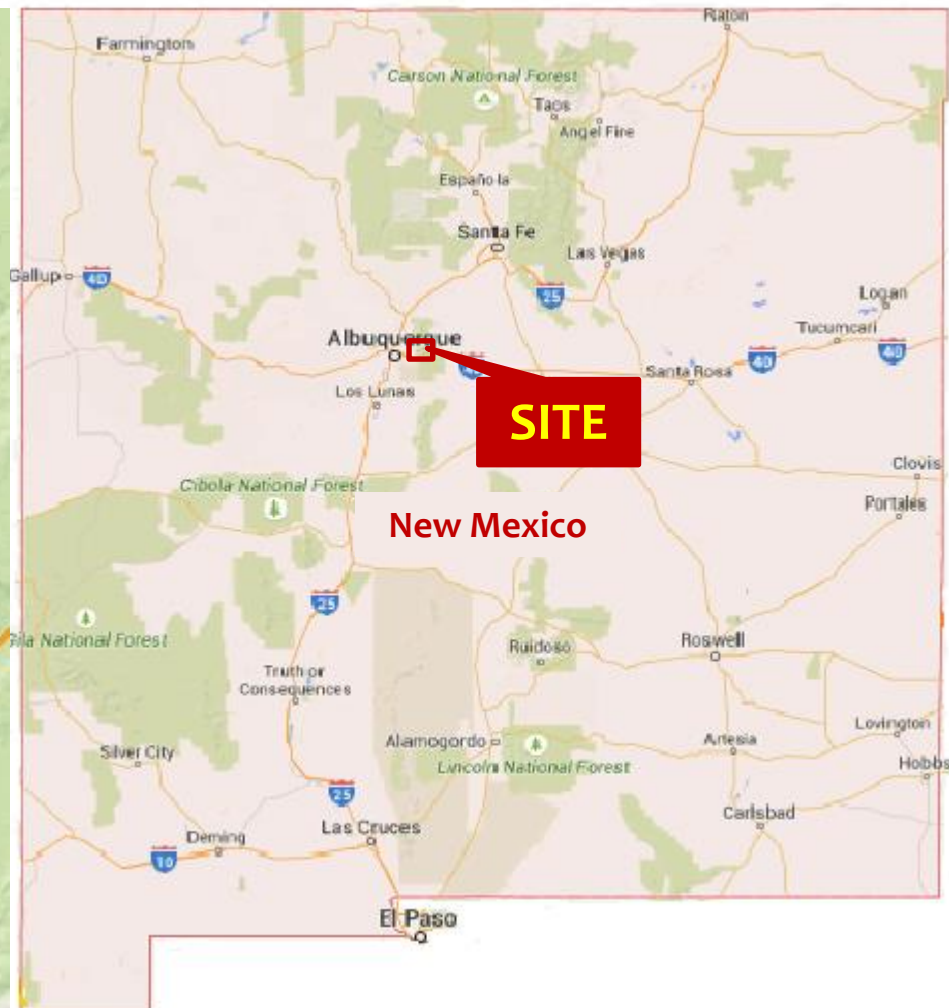 Raton
Farmington
Carson National Forest
Taos
Angel Fire
Española
Santa Fe
Las Vegas
Gallup
40
25
Logan
Tucumcari
Albuquerque
40
40
Santa Rosa
Los Lunas
SITE
Clovis
Cibola National Forest
Portales
New Mexico
25
Gila National Forest
Ruidoso
Roswell
Truth or
Consequences
Lovington
Alamogordo
Artesia
Silver City
Lincoln National Forest
Hobbs
25
Carlsbad
Las Cruces
Deming
10
El Paso